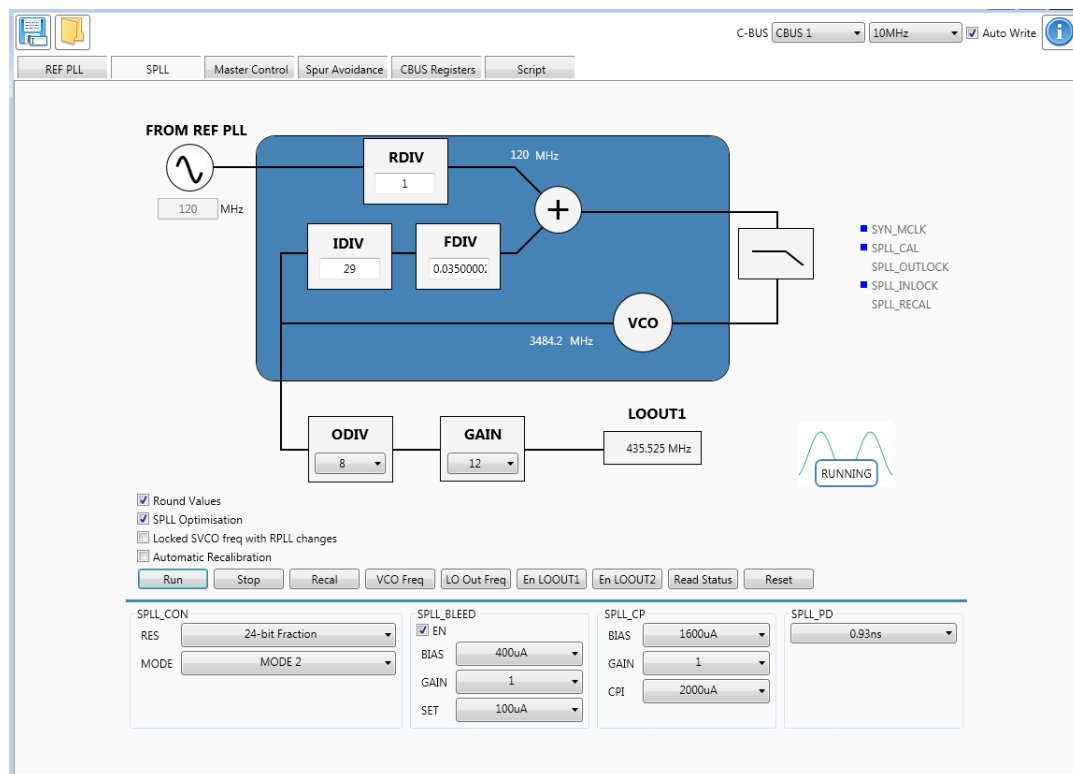 C-BUS CBUS 1 10MHz Auto Write
REF PLL SPLL Master Control Spur Avoidance CBUS Registers Script
FROM REF PLL
120 MHz
RDIV
1
120 MHz
IDIV
29
FDIV
0.03500002
+
VCO
3484.2 MHz
SYN_MCLK
SPLL_CAL
SPLL_OUTLOCK
SPLL_INLOCK
SPLL_RECAL
ODIV
8
GAIN
12
LOOUT1
435.525 MHz
RUNNING
Round Values
SPLL Optimisation
Locked SVCO freq with RPLL changes
Automatic Recalibration
Run Stop Recal VCO Freq LO Out Freq En LOOUT1 En LOOUT2 Read Status Reset
SPLL_CON
RES 24-bit Fraction
MODE MODE 2
SPLL_BLEED
EN
BIAS 400uA
GAIN 1
SET 100uA
SPLL_CP
BIAS 1600uA
GAIN 1
CPI 2000uA
SPLL_PD
0.93ns